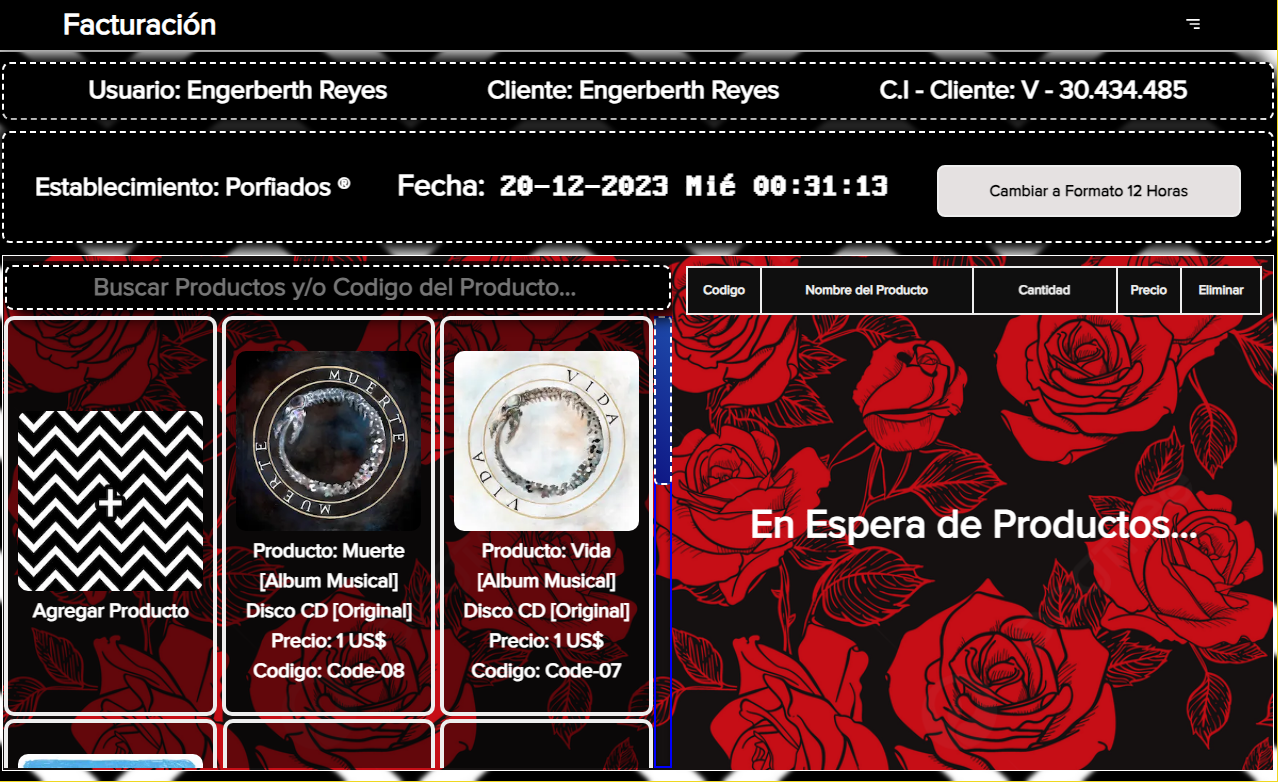 Facturación
Usuario: Engerberth Reyes
Cliente: Engerberth Reyes
C.I - Cliente: V - 30.434.485
Establecimiento: Porfiados ®
Fecha: 20-12-2023 Mié 00:31:13
Cambiar a Formato 12 Horas
Buscar Productos y/o Codigo del Producto...
Agregar Producto
MUERTE
MUERTE
Producto: Muerte
[Album Musical]
Disco CD [Original]
Precio: 1 US$
Codigo: Code-08
VIDA
VIDA
Producto: Vida
[Album Musical]
Disco CD [Original]
Precio: 1 US$
Codigo: Code-07
Codigo
Nombre del Producto
Cantidad
Precio
Eliminar
En Espera de Productos...